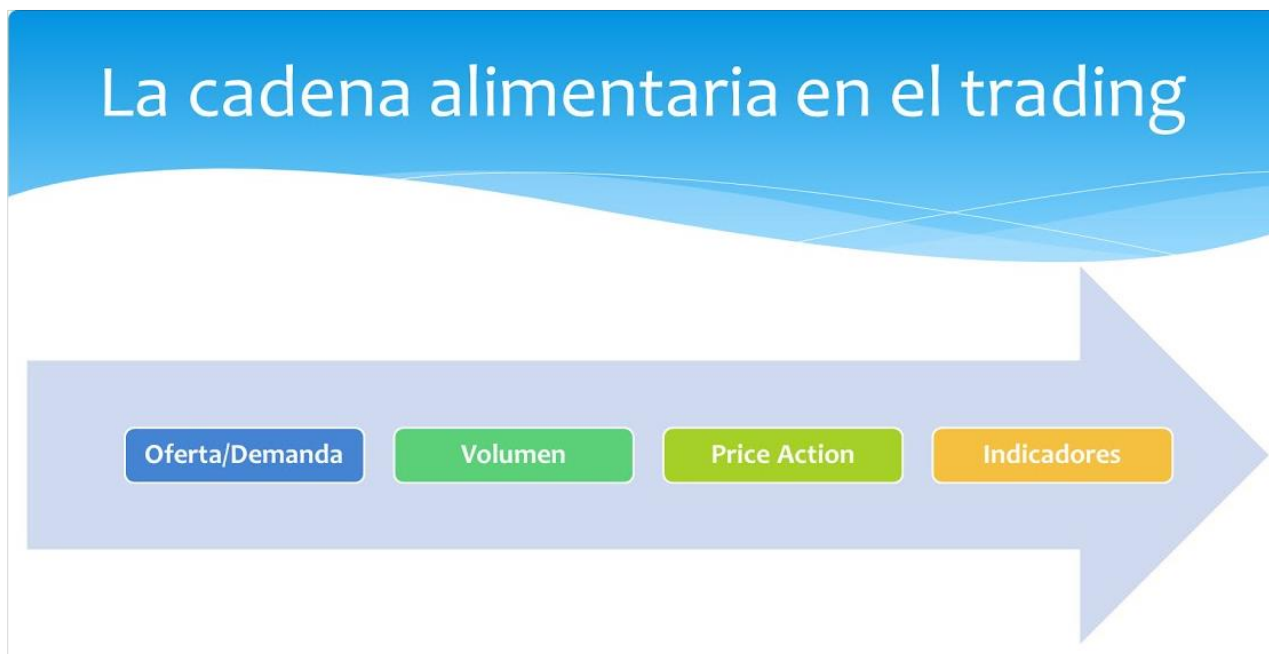 La cadena alimentaria en el trading
Oferta/Demanda
Volumen
Price Action
Indicadores